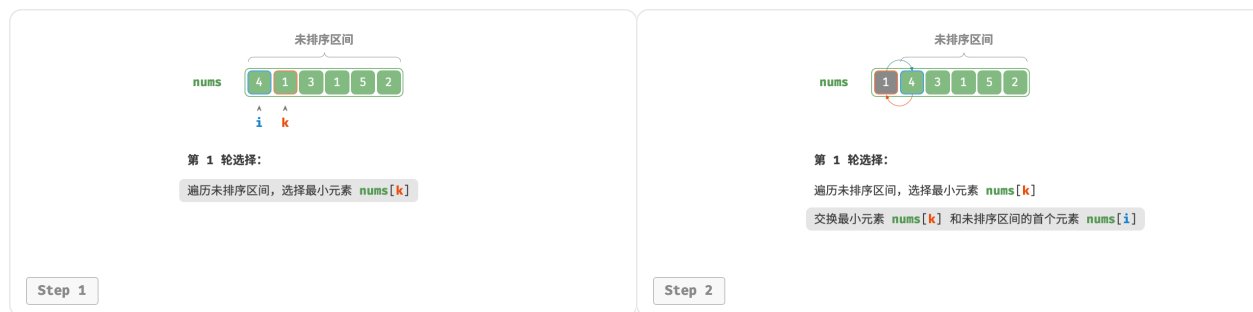 未排序区间
nums 4 1 3 1 5 2
i k
第 1 轮选择：
遍历未排序区间，选择最小元素 nums[k]
Step 1
未排序区间
nums 1 4 3 1 5 2
第 1 轮选择：
遍历未排序区间，选择最小元素 nums[k]
交换最小元素 nums[k] 和未排序区间的首个元素 nums[i]
Step 2